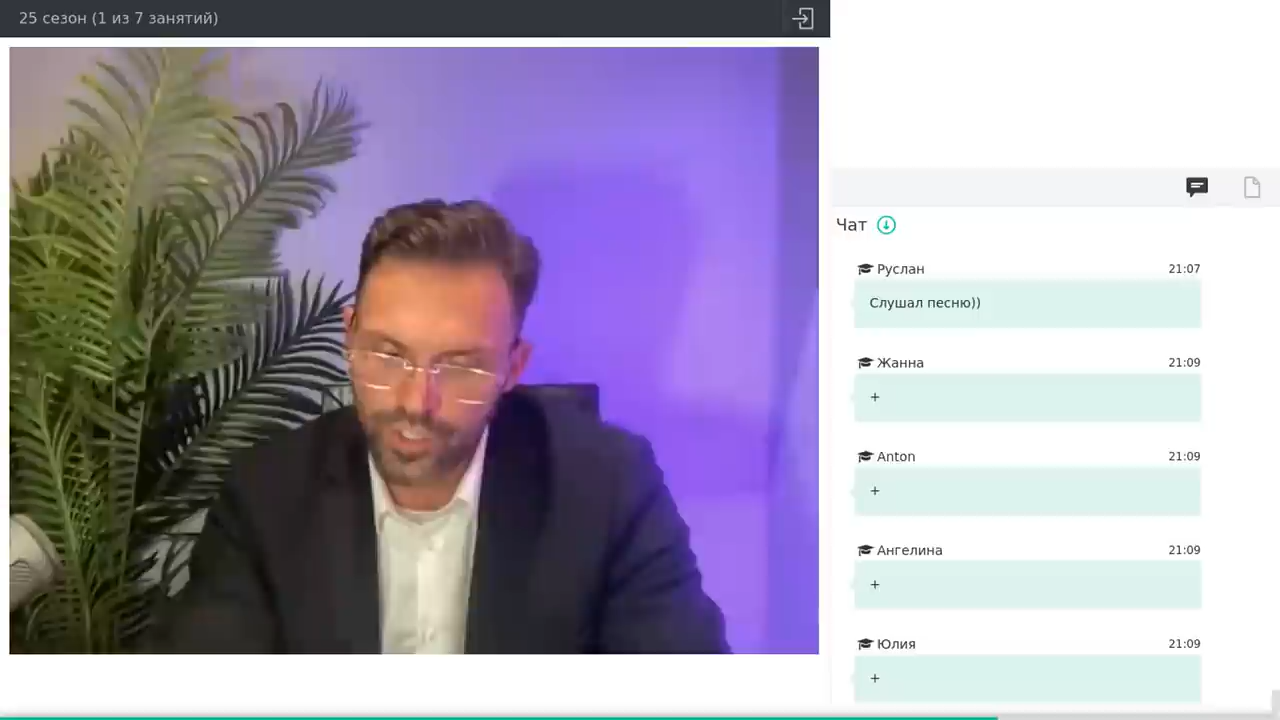 25 сезон (1 из 7 занятий)
Чат
Руслан 21:07
Слушал песню))
Жанна 21:09
+
Anton 21:09
+
Ангелина 21:09
+
Юлия 21:09
+